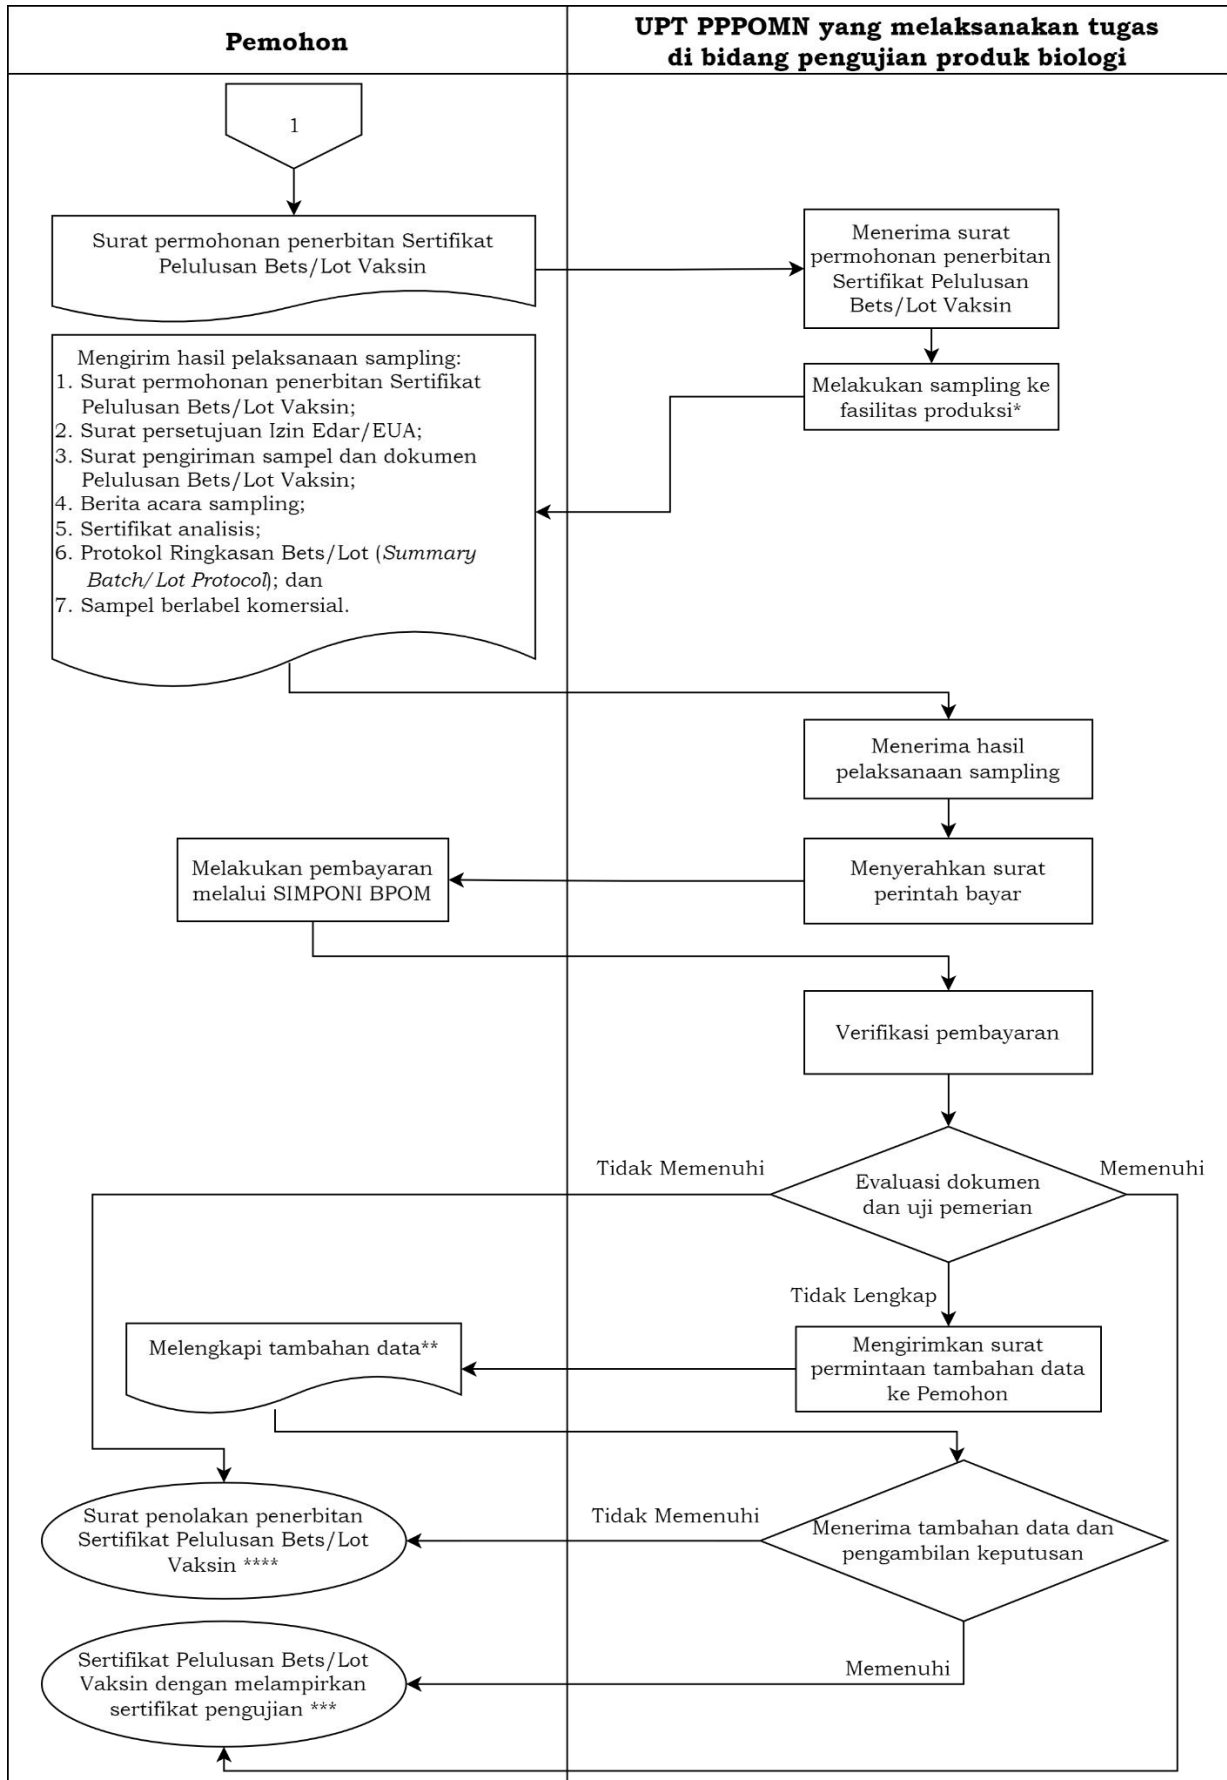 Pemohon
UPT PPPOMN yang melaksanakan tugas
di bidang pengujian produk biologi
1
Surat permohonan penerbitan Sertifikat
Pelulusan Bets/Lot Vaksin
Menerima surat
permohonan penerbitan
Sertifikat Pelulusan
Bets/Lot Vaksin
Melakukan sampling ke
fasilitas produksi*
Mengirim hasil pelaksanaan sampling:
1. Surat permohonan penerbitan Sertifikat
Pelulusan Bets/Lot Vaksin;
2. Surat persetujuan Izin Edar/EUA;
3. Surat pengiriman sampel dan dokumen
Pelulusan Bets/Lot Vaksin;
4. Berita acara sampling;
5. Sertifikat analisis;
6. Protokol Ringkasan Bets/Lot (Summary
Batch/Lot Protocol); dan
7. Sampel berlabel komersial.
Menerima hasil
pelaksanaan sampling
Menyerahkan surat
perintah bayar
Melakukan pembayaran
melalui SIMPONI BPOM
Verifikasi pembayaran
Tidak Memenuhi
Memenuhi
Evaluasi dokumen
dan uji pemerian
Tidak Lengkap
Mengirimkan surat
permintaan tambahan data
ke Pemohon
Melengkapi tambahan data**
Menerima tambahan data dan
pengambilan keputusan
Tidak Memenuhi
Surat penolakan penerbitan
Sertifikat Pelulusan Bets/Lot
Vaksin ****
Memenuhi
Sertifikat Pelulusan Bets/Lot
Vaksin dengan melampirkan
sertifikat pengujian ***